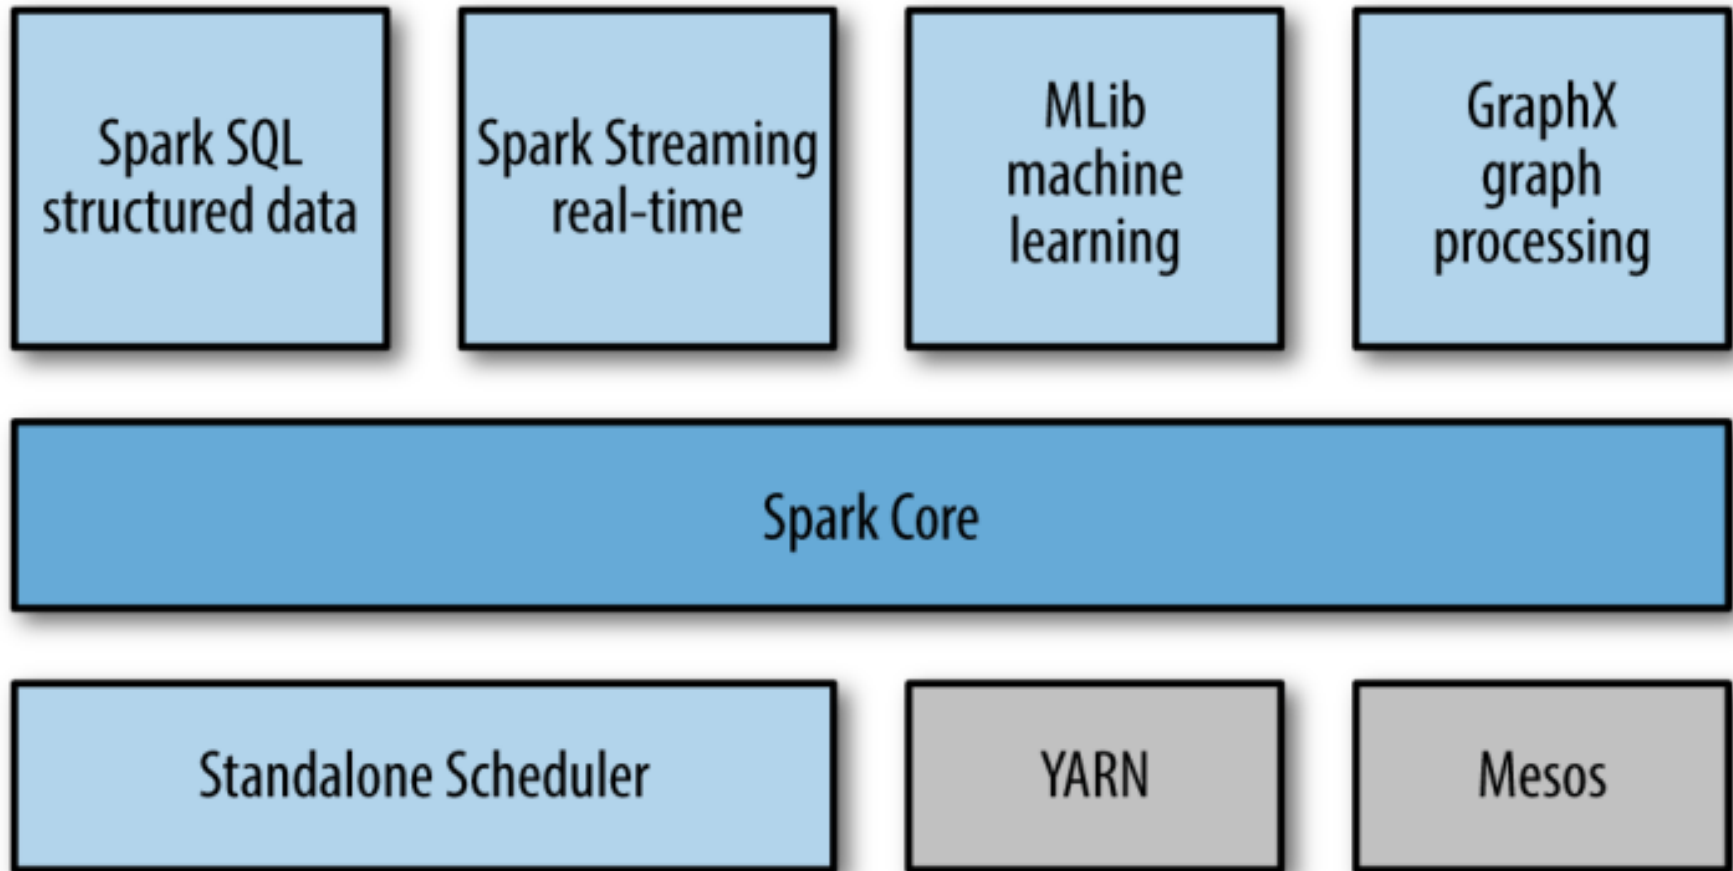 Spark SQL
structured data
Spark Streaming
real-time
MLib
machine
learning
GraphX
graph
processing
Spark Core
Standalone Scheduler
YARN
Mesos